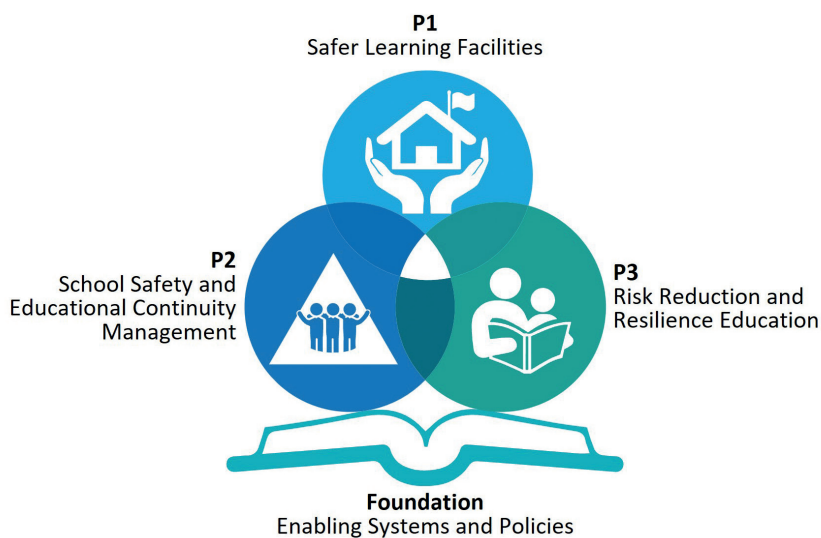 P1
Safer Learning Facilities
P2
School Safety and
Educational Continuity
Management
P3
Risk Reduction and
Resilience Education
Foundation
Enabling Systems and Policies